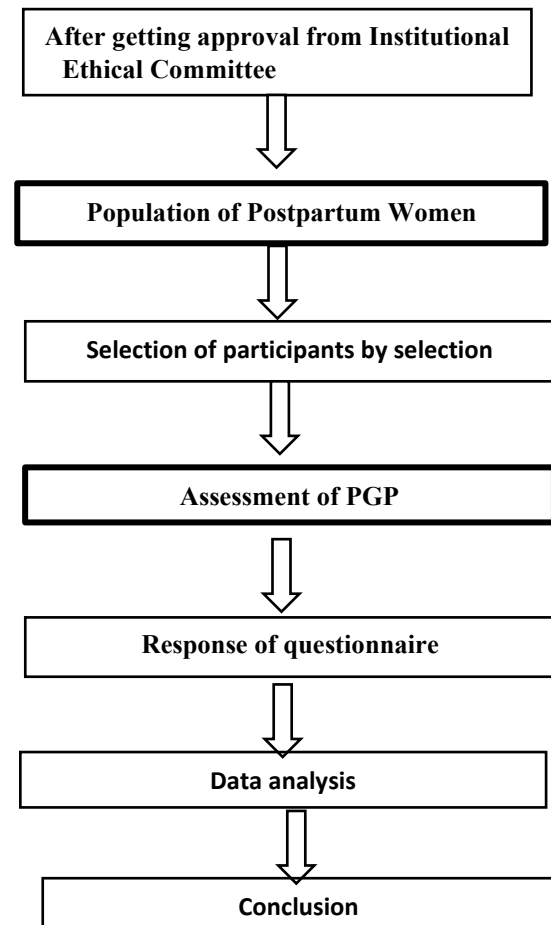 After getting approval from Institutional
Ethical Committee
Population of Postpartum Women
Selection of participants by selection
Assessment of PGP
Response of questionnaire
Data analysis
Conclusion